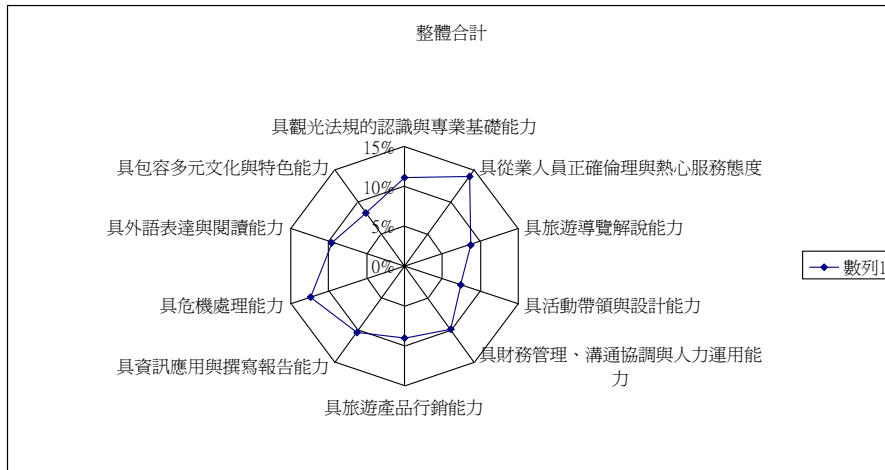 整體合計
具觀光法規的認識與專業基礎能力
15%
具包容多元文化與特色能力
具從業人員正確倫理與熱心服務態度
10%
具外語表達與閱讀能力
具旅遊導覽解說能力
5%
0%
數列1
具危機處理能力
具活動帶領與設計能力
具資訊應用與撰寫報告能力
具財務管理、溝通協調與人力運用能
力
具旅遊產品行銷能力